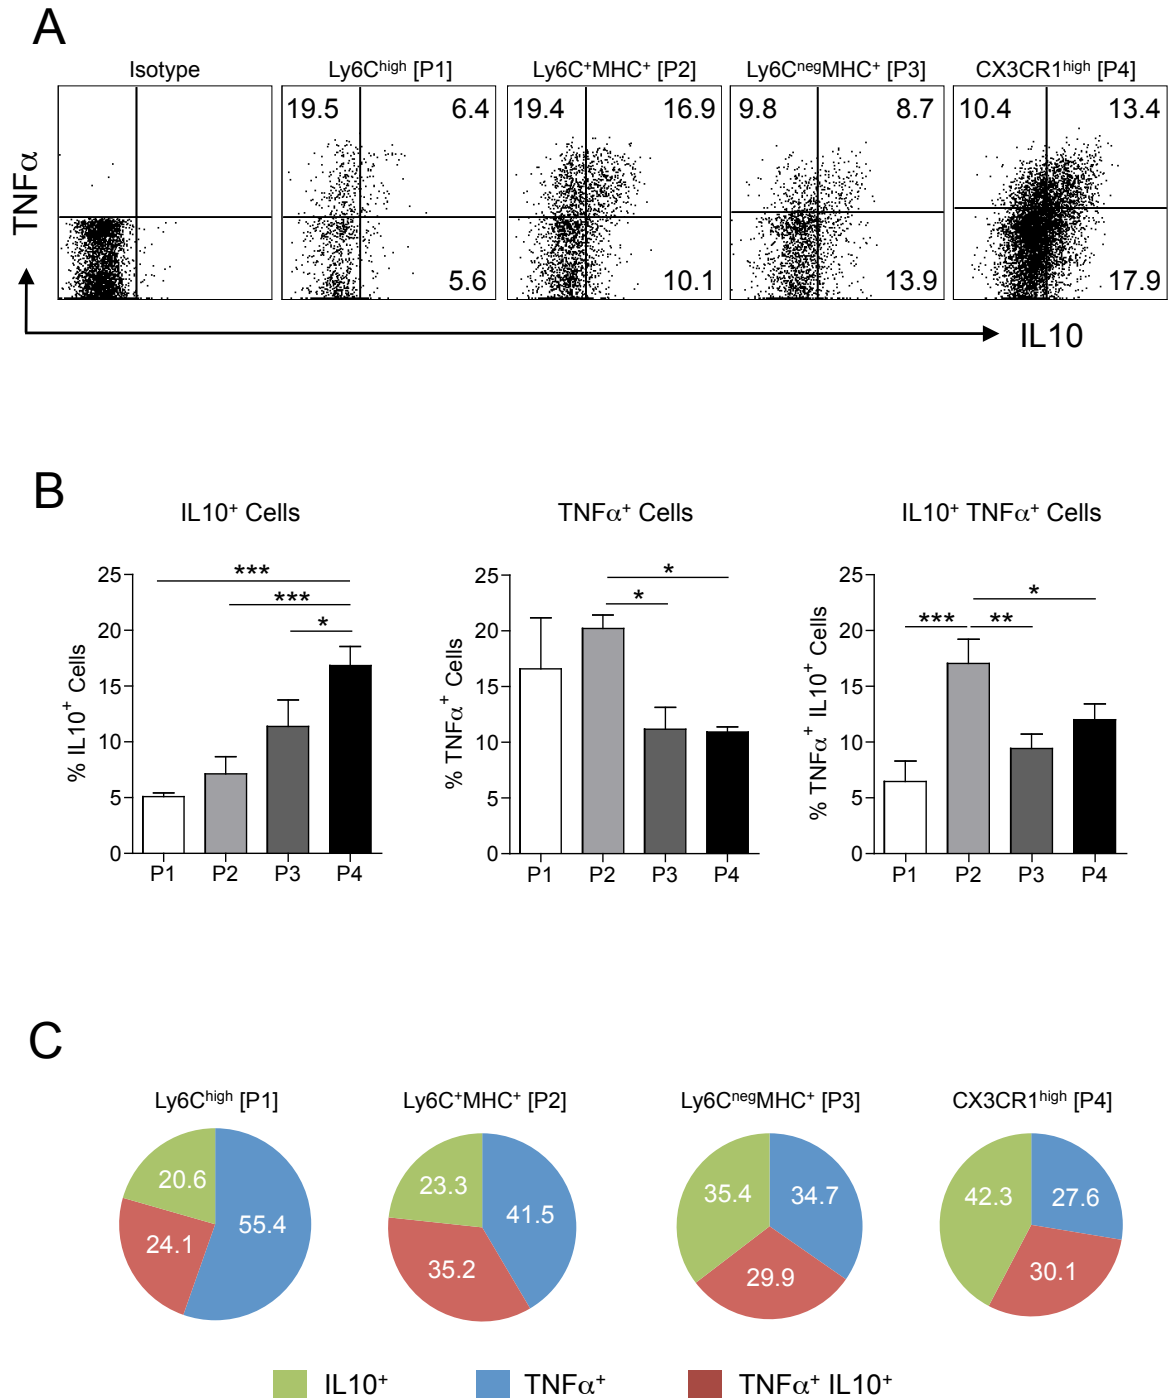 A
Isotype
Ly6Chigh [P1]
Ly6C+MHC+ [P2]
Ly6CnegMHC+ [P3]
CX3CR1high [P4]
19.5 6.4
19.4 16.9
9.8 8.7
10.4 13.4
TNFα
5.6
10.1
13.9
17.9
IL10
B
IL10+ Cells
TNFα+ Cells
IL10+ TNFα+ Cells
% IL10+ Cells
25
20
15
10
5
0
***
***
*
P1 P2 P3 P4
% TNFα+ Cells
25
20
15
10
5
0
*
*
P1 P2 P3 P4
% TNFα+ IL10+ Cells
25
20
15
10
5
0
*
*** **
P1 P2 P3 P4
C
Ly6Chigh [P1]
20.6
55.4
24.1
Ly6C+MHC+ [P2]
23.3
41.5
35.2
Ly6CnegMHC+ [P3]
35.4
34.7
29.9
CX3CR1high [P4]
42.3
27.6
30.1
IL10+
TNFα+
TNFα+ IL10+